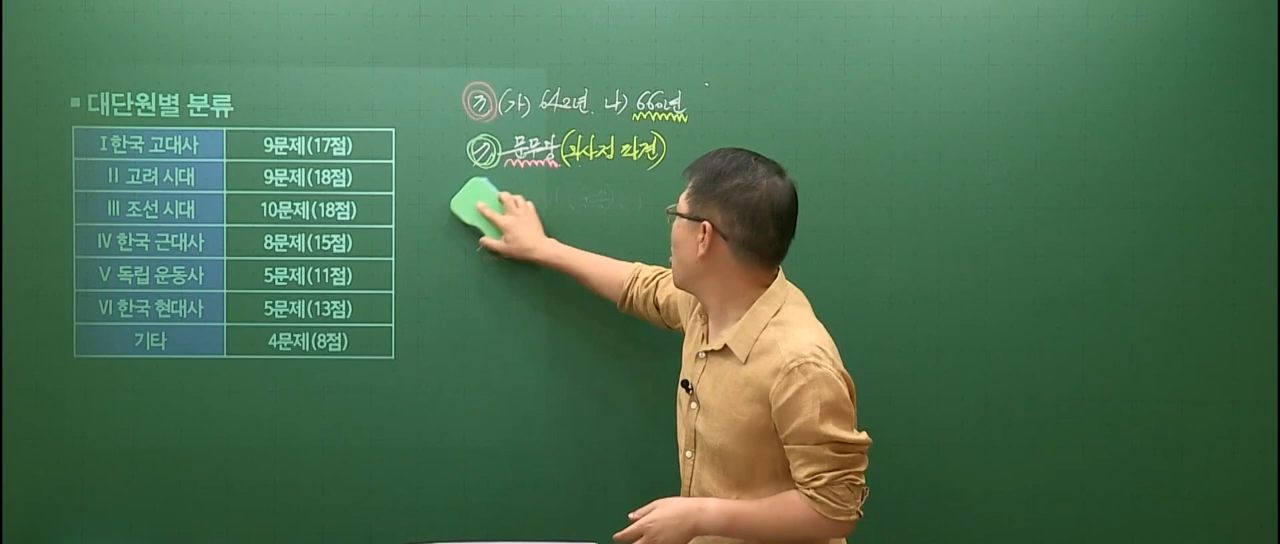 ▪ 대단원별 분류
Ⅰ 한국 고대사 9문제(17점)
Ⅱ 고려 시대 9문제(18점)
Ⅲ 조선 시대 10문제(18점)
Ⅳ 한국 근대사 8문제(15점)
Ⅴ 독립 운동사 5문제(11점)
Ⅵ 한국 현대사 5문제(13점)
기타 4문제(8점)
(가) 642년. 나) 660년
문무왕 (외사정 파견)